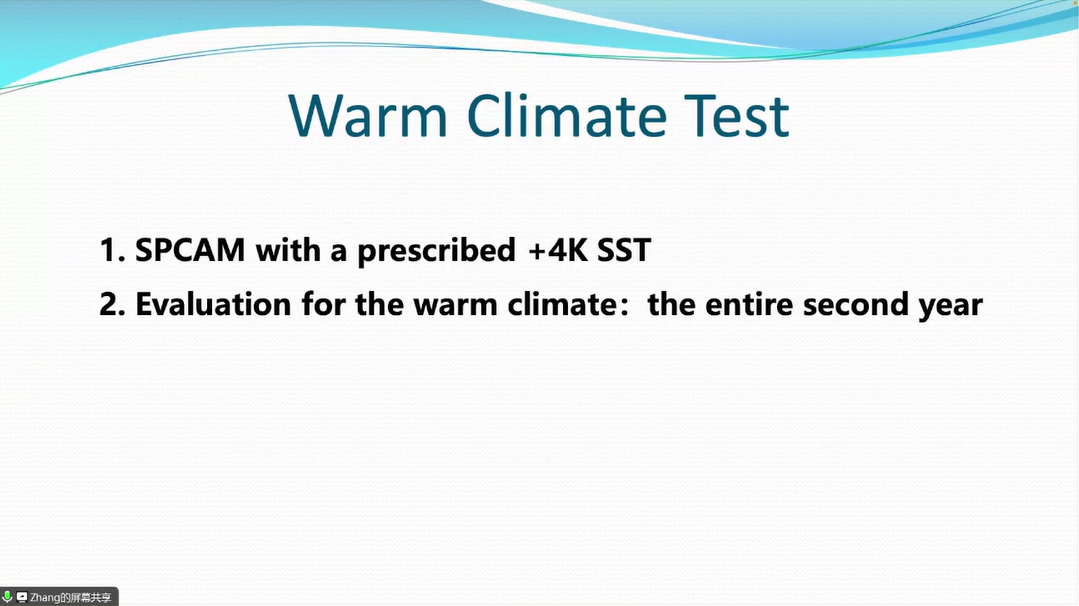 Warm Climate Test
1. SPCAM with a prescribed +4K SST
2. Evaluation for the warm climate：the entire second year
Zhang的屏幕共享